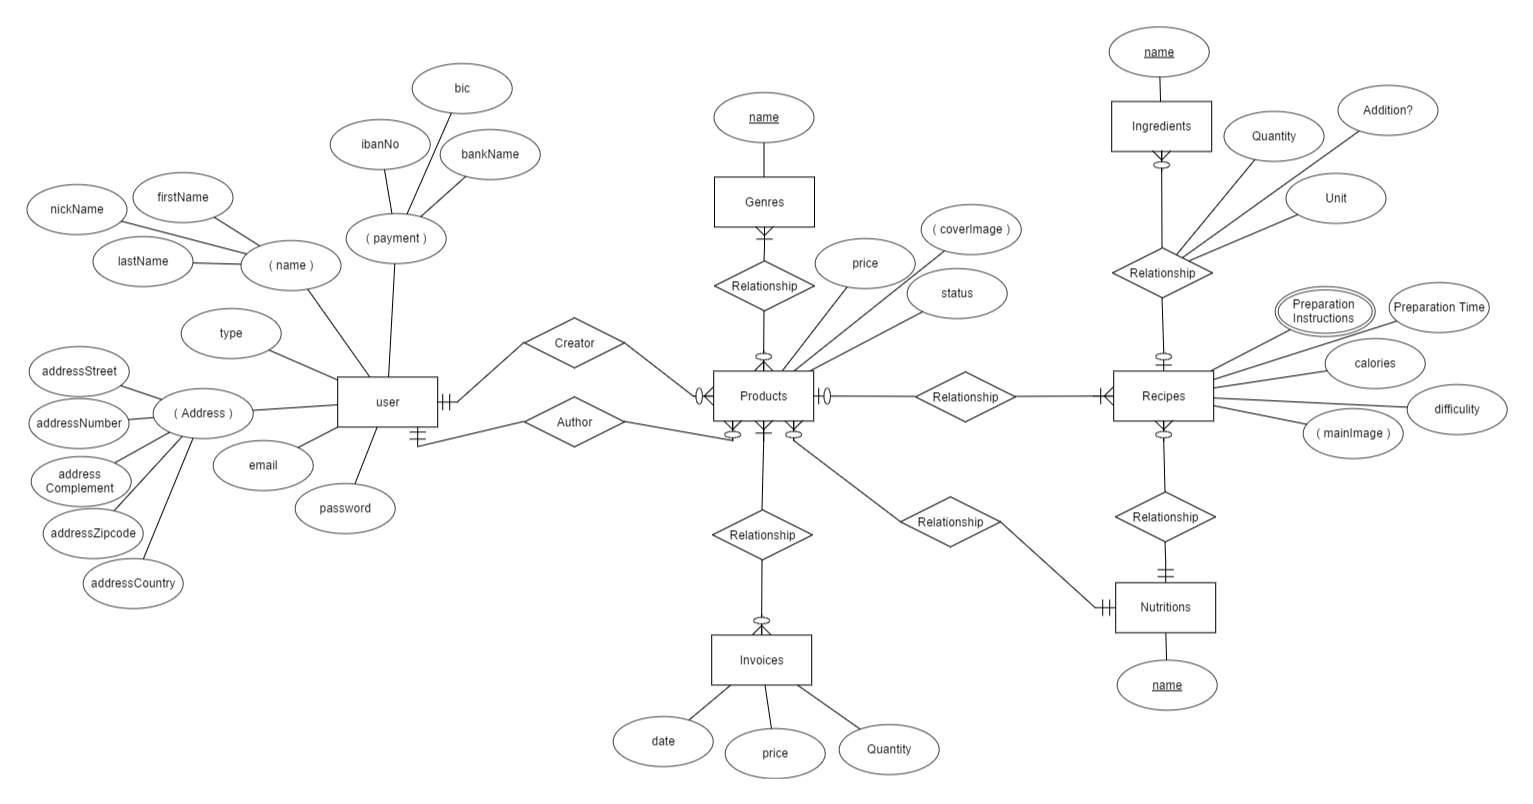 name
bic
name
Ingredients
Addition?
Quantity
ibanNo
bankName
firstName
nickName
Genres
Unit
( payment )
( coverImage )
lastName
( name )
price
Relationship
Relationship
status
Preparation
Instructions
Preparation Time
type
Creator
calories
addressStreet
user
Products
Relationship
Recipes
( Address )
addressNumber
Author
difficulity
( mainImage )
email
address
Complement
password
Relationship
Relationship
addressZipcode
Relationship
addressCountry
Nutritions
Invoices
name
date
price
Quantity